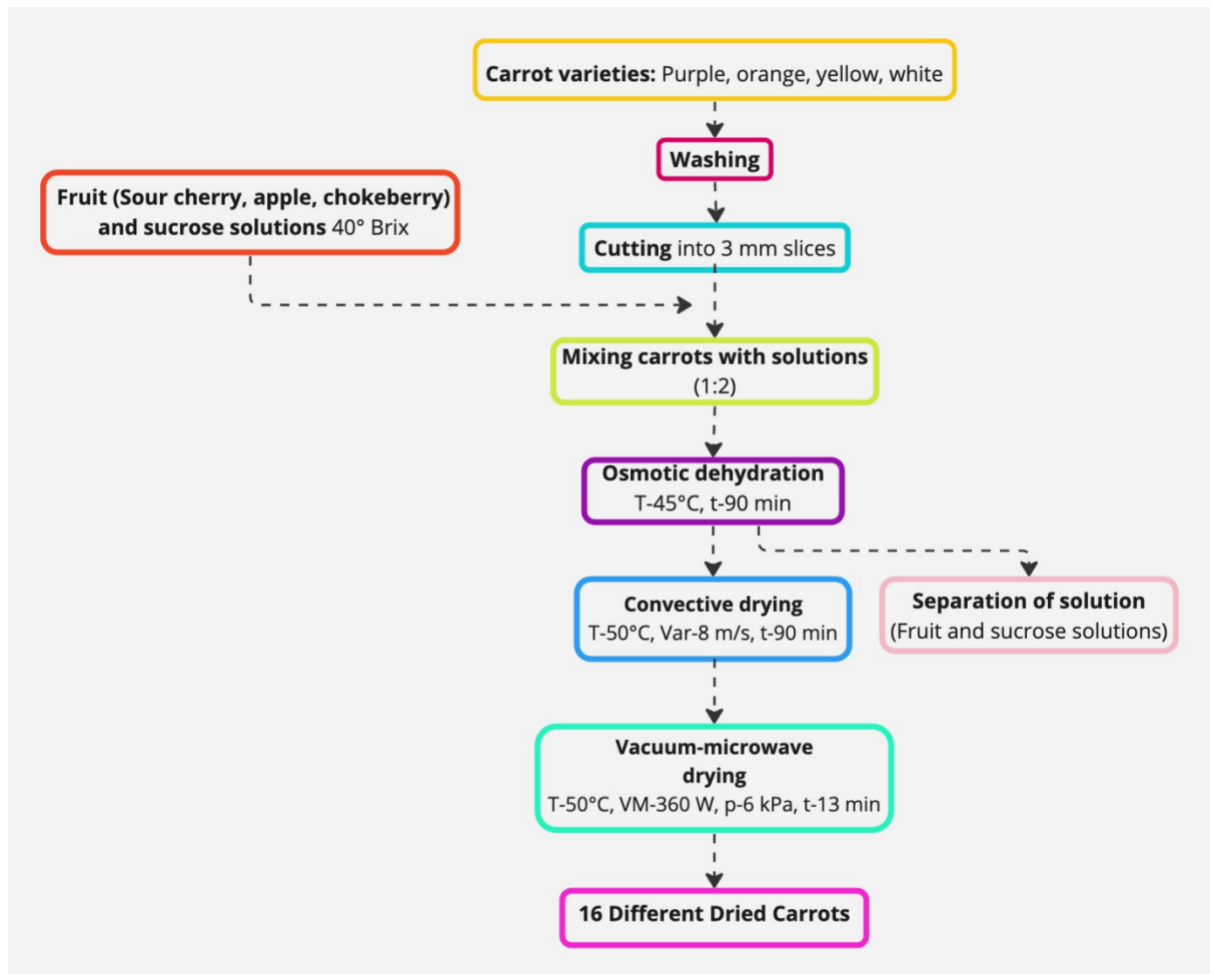 Carrot varieties: Purple, orange, yellow, white
Washing
Fruit (Sour cherry, apple, chokeberry)
and sucrose solutions 40° Brix
Cutting into 3 mm slices
Mixing carrots with solutions
(1:2)
Osmotic dehydration
T-45°C, t-90 min
Convective drying
T-50°C, Var-8 m/s, t-90 min
Separation of solution
(Fruit and sucrose solutions)
Vacuum-microwave
drying
T-50°C, VM-360 W, p-6 kPa, t-13 min
16 Different Dried Carrots